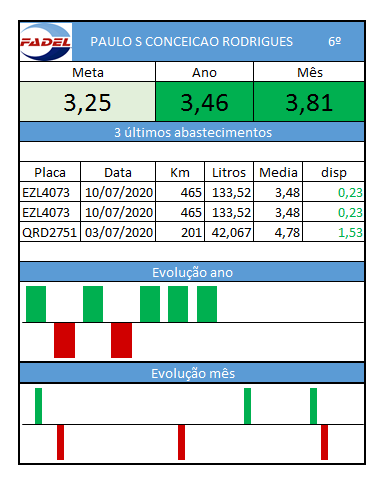 FADEL PAULO S CONCEICAO RODRIGUES 6º
Meta Ano Mês
3,25 3,46 3,81
3 últimos abastecimentos
Placa Data Km Litros Media disp
EZL4073 10/07/2020 465 133,52 3,48 0,23
EZL4073 10/07/2020 465 133,52 3,48 0,23
QRD2751 03/07/2020 201 42,067 4,78 1,53
Evolução ano
Evolução mês